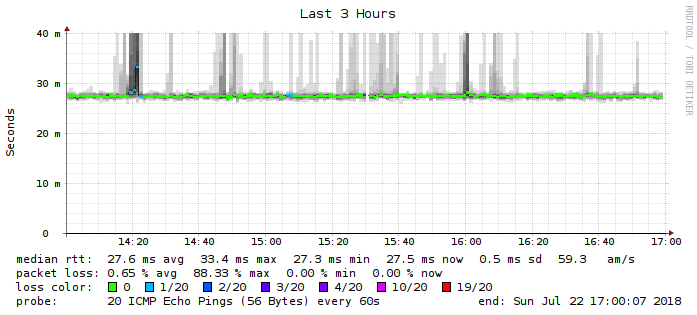 Last 3 Hours
RRDTOOL / TOBI OETIKER
Seconds
40 m
30 m
20 m
10 m
0
14:20 14:40 15:00 15:20 15:40 16:00 16:20 16:40 17:00
median rtt: 27.6 ms avg 33.4 ms max 27.3 ms min 27.5 ms now 0.5 ms sd 59.3 am/s
packet loss: 0.65 % avg 88.33 % max 0.00 % min 0.00 % now
loss color: 0 1/20 2/20 3/20 4/20 10/20 19/20
probe: 20 ICMP Echo Pings (56 Bytes) every 60s end: Sun Jul 22 17:00:07 2018